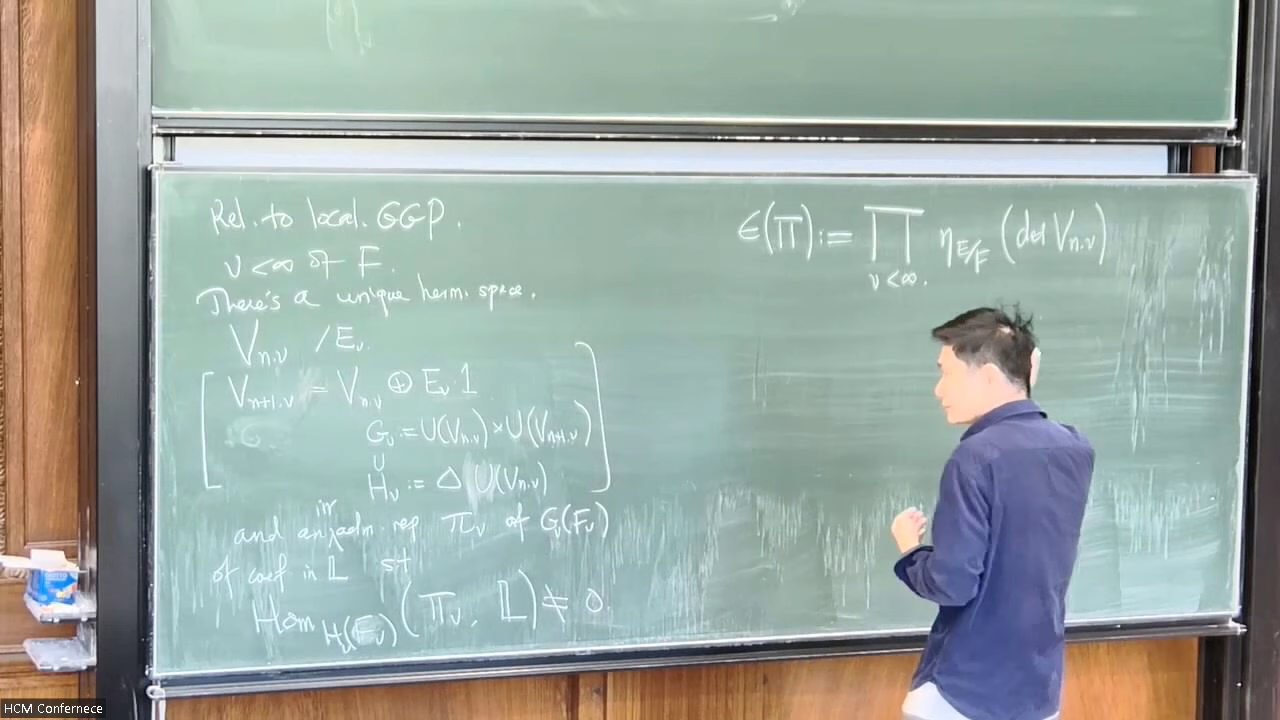 Rel. to local. GGP.
v < ∞ of F.
There's a unique herm. space.
V_{n,v} / E_v.
V_{n+1,v} = V_{n,v} ⊕ E_v·1
G_v := U(V_{n,v}) × U(V_{n+1,v})
∪
H_v := Δ U(V_{n,v})
and an irr adm. rep π_v of G_v(F_v)
of coef in 𝕃 st
Hom_{H_v(F_v)} (π_v, 𝕃) ≠ 0.
ε(Π) := ∏_{v<∞.} η_{E/F} (det V_{n,v})
HCM Confernece